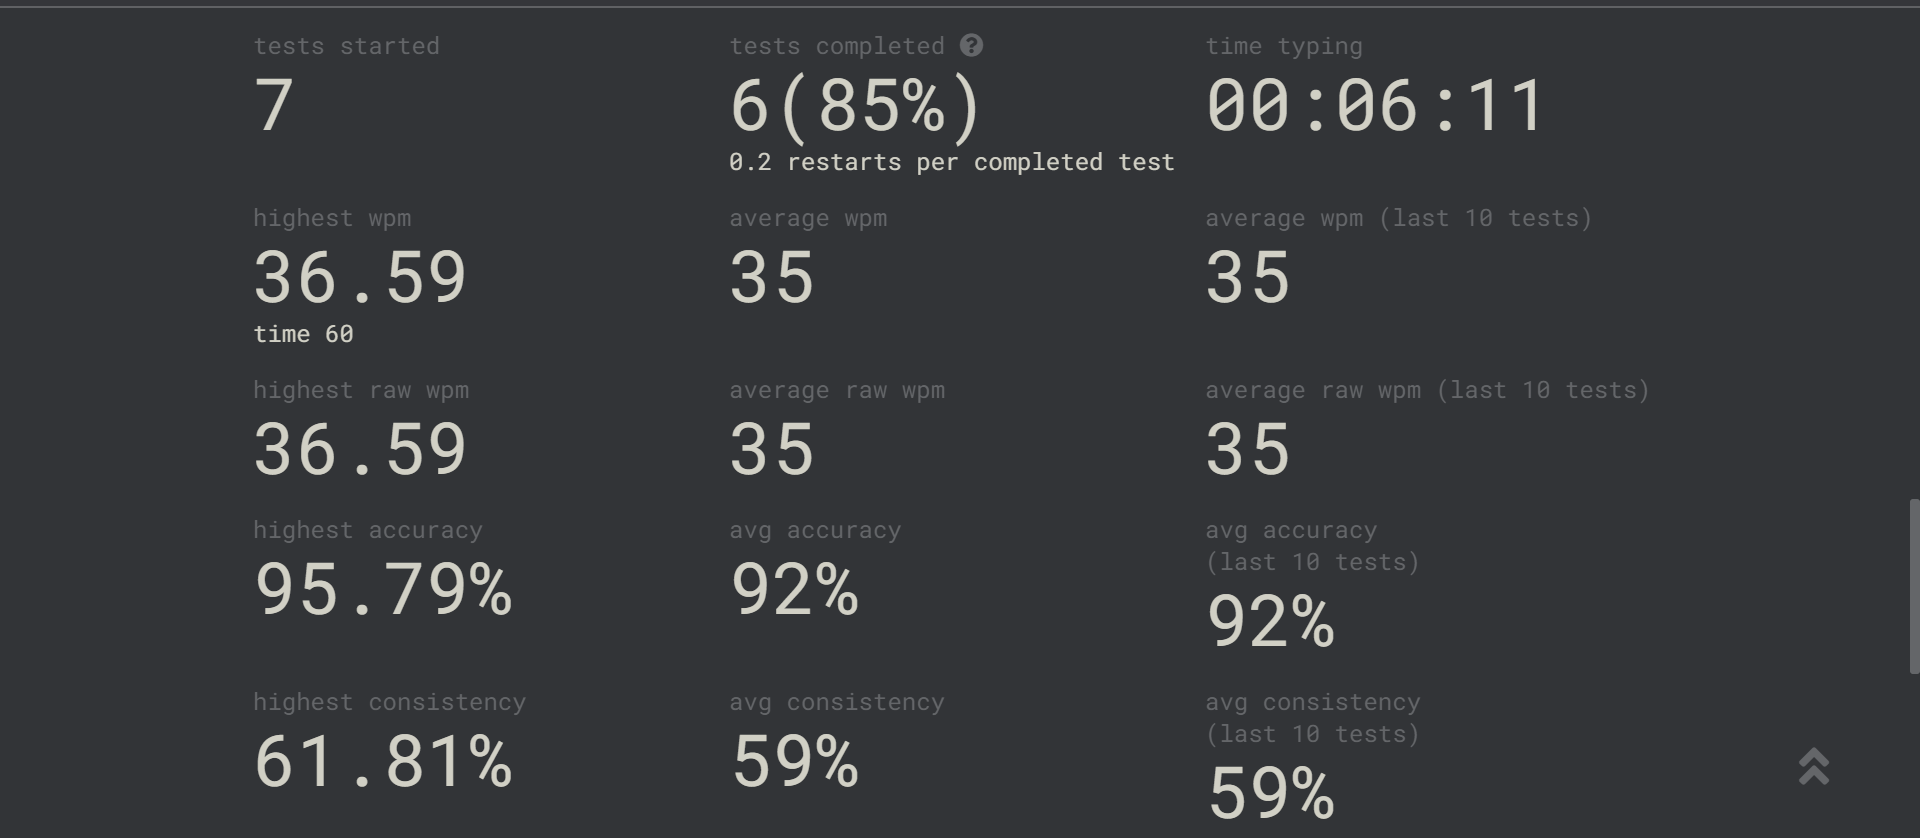 tests started
7
tests completed ?
6(85%)
0.2 restarts per completed test
time typing
00:06:11
highest wpm
36.59
time 60
average wpm
35
average wpm (last 10 tests)
35
highest raw wpm
36.59
average raw wpm
35
average raw wpm (last 10 tests)
35
highest accuracy
95.79%
avg accuracy
92%
avg accuracy
(last 10 tests)
92%
highest consistency
61.81%
avg consistency
59%
avg consistency
(last 10 tests)
59%